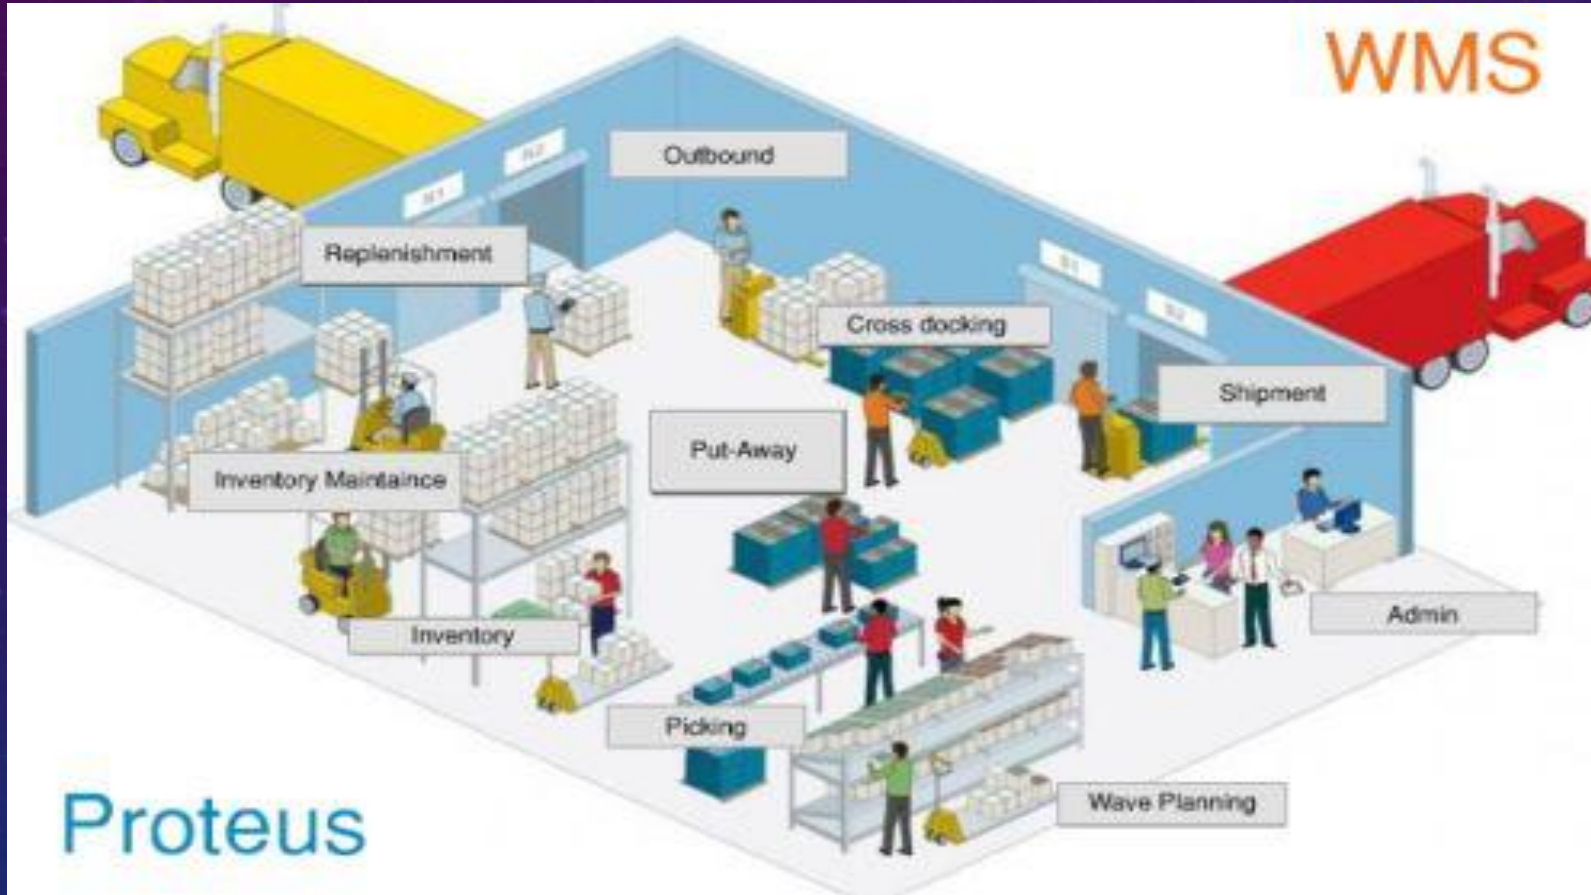 WMS
Outbound
Replenishment
Cross docking
Shipment
Put-Away
Inventory Maintaince
Admin
Inventory
Picking
Wave Planning
Proteus